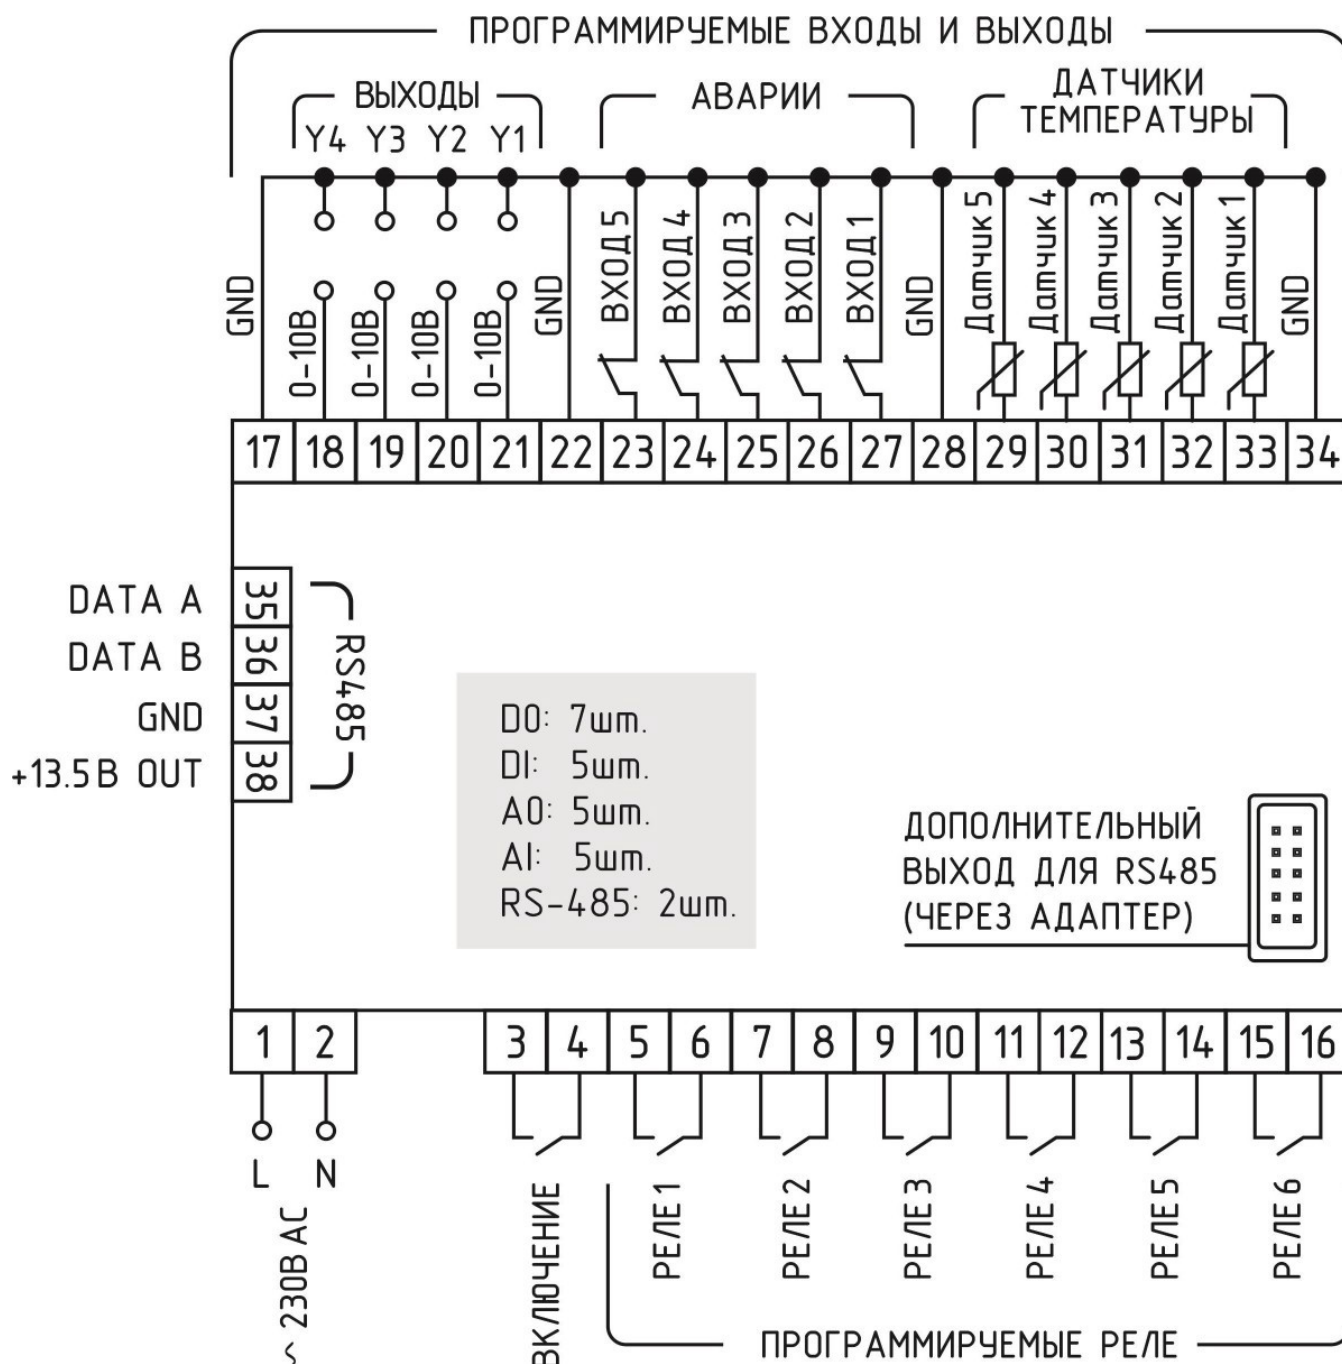 ПРОГРАММИРУЕМЫЕ ВХОДЫ И ВЫХОДЫ
ВЫХОДЫ
Y4 Y3 Y2 Y1
АВАРИИ
ДАТЧИКИ
ТЕМПЕРАТУРЫ
GND
0-10В
0-10В
0-10В
0-10В
GND
ВХОД 5
ВХОД 4
ВХОД 3
ВХОД 2
ВХОД 1
GND
Датчик 5
Датчик 4
Датчик 3
Датчик 2
Датчик 1
GND
17 18 19 20 21 22 23 24 25 26 27 28 29 30 31 32 33 34
DATA A 35
DATA B 36
GND 37
+13.5В OUT 38
RS485
DO: 7шт.
DI: 5шт.
AO: 5шт.
AI: 5шт.
RS-485: 2шт.
ДОПОЛНИТЕЛЬНЫЙ
ВЫХОД ДЛЯ RS485
(ЧЕРЕЗ АДАПТЕР)
1 2 3 4 5 6 7 8 9 10 11 12 13 14 15 16
L N
~ 230В AC
ВКЛЮЧЕНИЕ
РЕЛЕ 1
РЕЛЕ 2
РЕЛЕ 3
РЕЛЕ 4
РЕЛЕ 5
РЕЛЕ 6
ПРОГРАММИРУЕМЫЕ РЕЛЕ